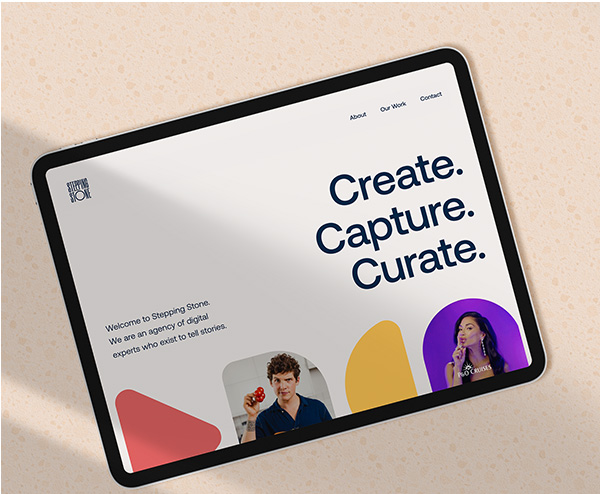 About Our Work Contact
STEPPING
STONE
Create.
Capture.
Curate.
Welcome to Stepping Stone.
We are an agency of digital
experts who exist to tell stories.
P&O CRUISES